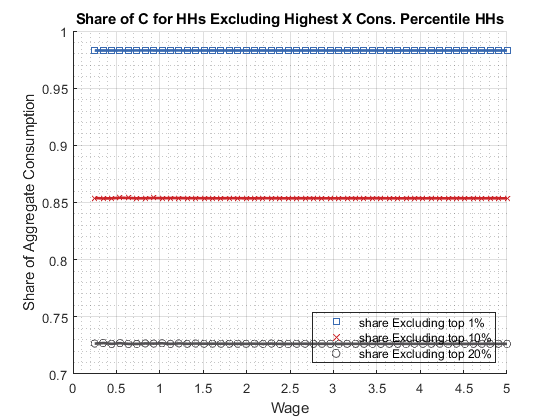 Share of C for HHs Excluding Highest X Cons. Percentile HHs
1
0.95
0.9
0.85
0.8
0.75
0.7
Share of Aggregate Consumption
share Excluding top 1%
share Excluding top 10%
share Excluding top 20%
0 0.5 1 1.5 2 2.5 3 3.5 4 4.5 5
Wage